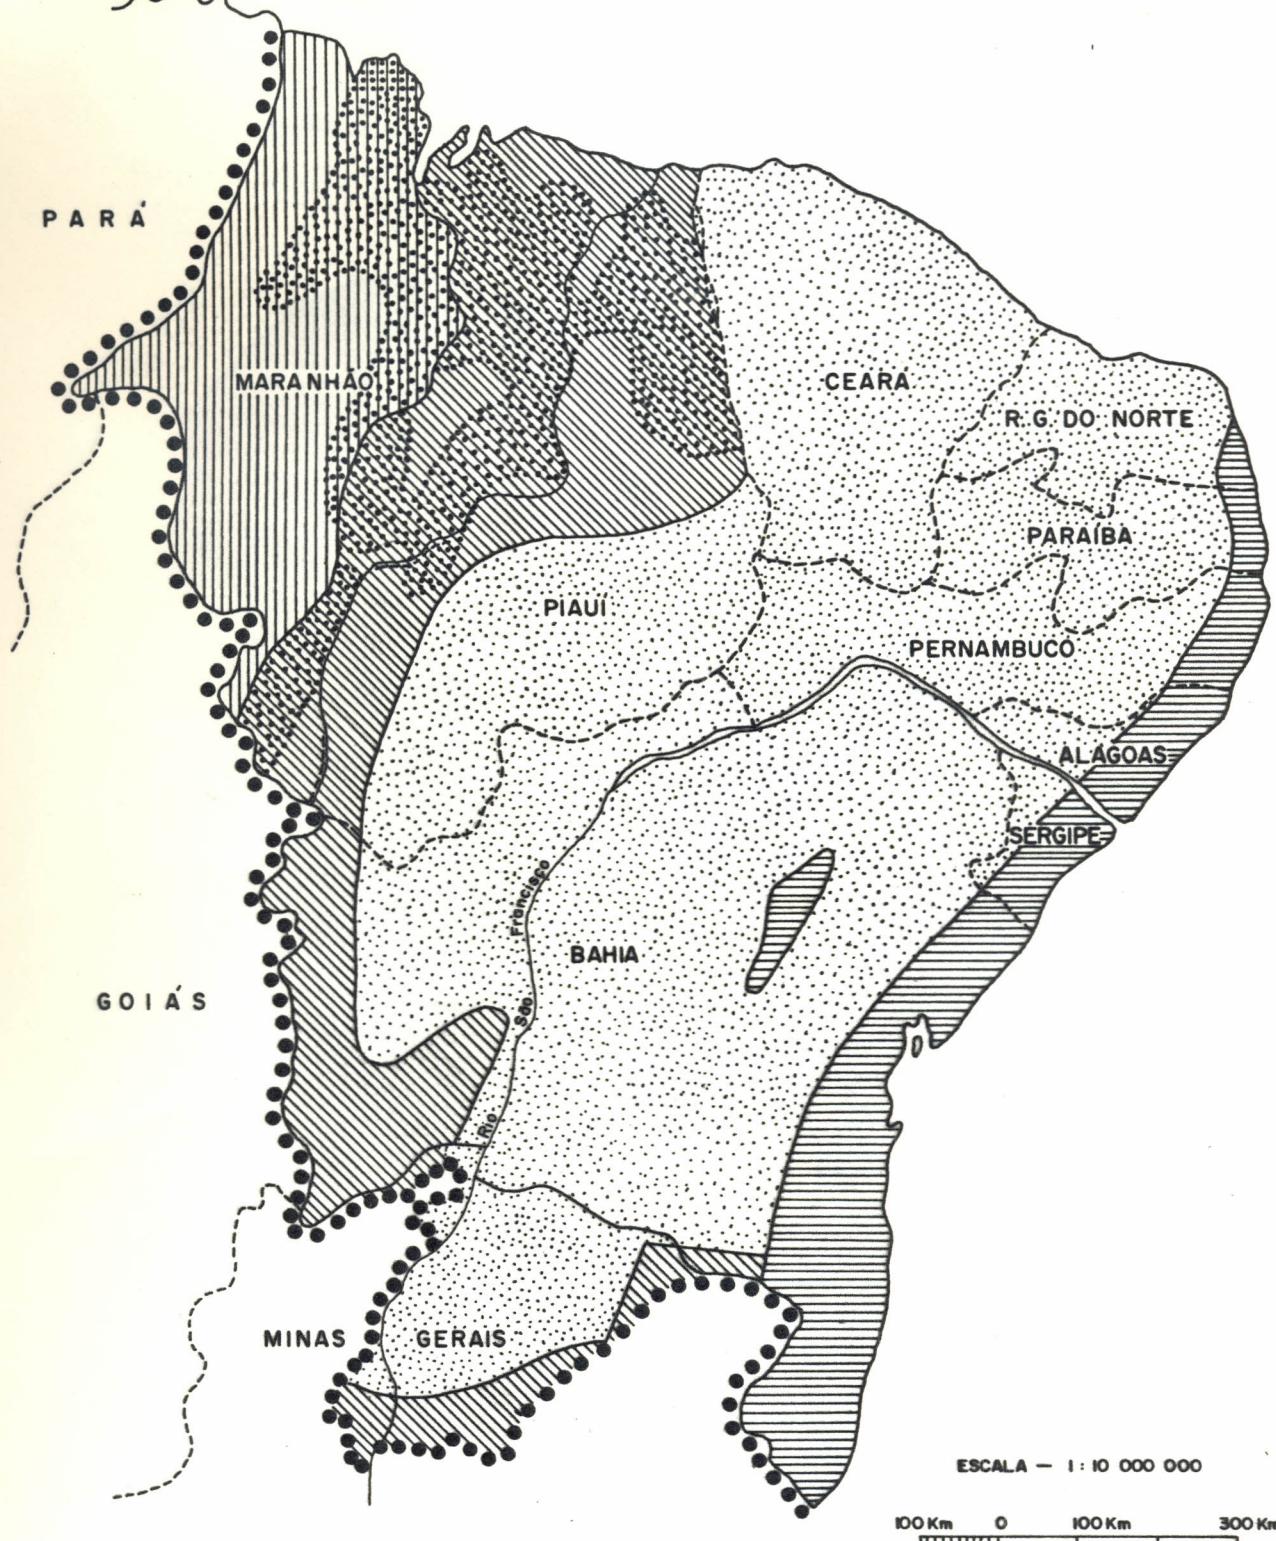 PARÁ
MARANHÃO
CEARA
R.G. DO NORTE
PARAÍBA
PIAUÍ
PERNAMBUCO
ALAGOAS
SERGIPE
Rio São Francisco
BAHIA
GOIÁS
MINAS GERAIS
ESCALA — 1:10 000 000
100 Km 0 100 Km 300 Km